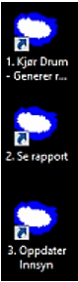 1. Kjør Drum
- Generer r...
2. Se rapport
3. Oppdater
Innsyn